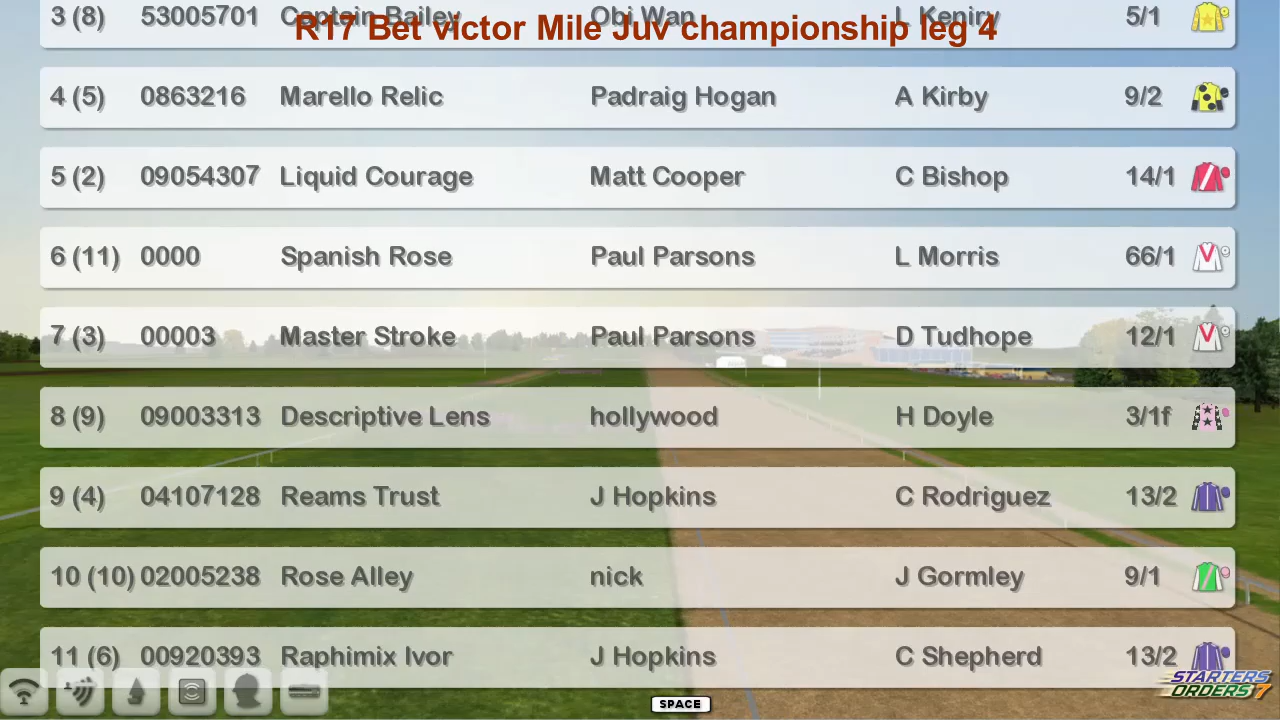 3 (8) 53005701 Captain Bailey Obi Wan L Keniry 5/1
R17 Bet victor Mile Juv championship leg 4
4 (5) 0863216 Marello Relic Padraig Hogan A Kirby 9/2
5 (2) 09054307 Liquid Courage Matt Cooper C Bishop 14/1
6 (11) 0000 Spanish Rose Paul Parsons L Morris 66/1
7 (3) 00003 Master Stroke Paul Parsons D Tudhope 12/1
8 (9) 09003313 Descriptive Lens hollywood H Doyle 3/1f
9 (4) 04107128 Reams Trust J Hopkins C Rodriguez 13/2
10 (10) 02005238 Rose Alley nick J Gormley 9/1
11 (6) 00920393 Raphimix Ivor J Hopkins C Shepherd 13/2
STARTERS
ORDERS 7
SPACE